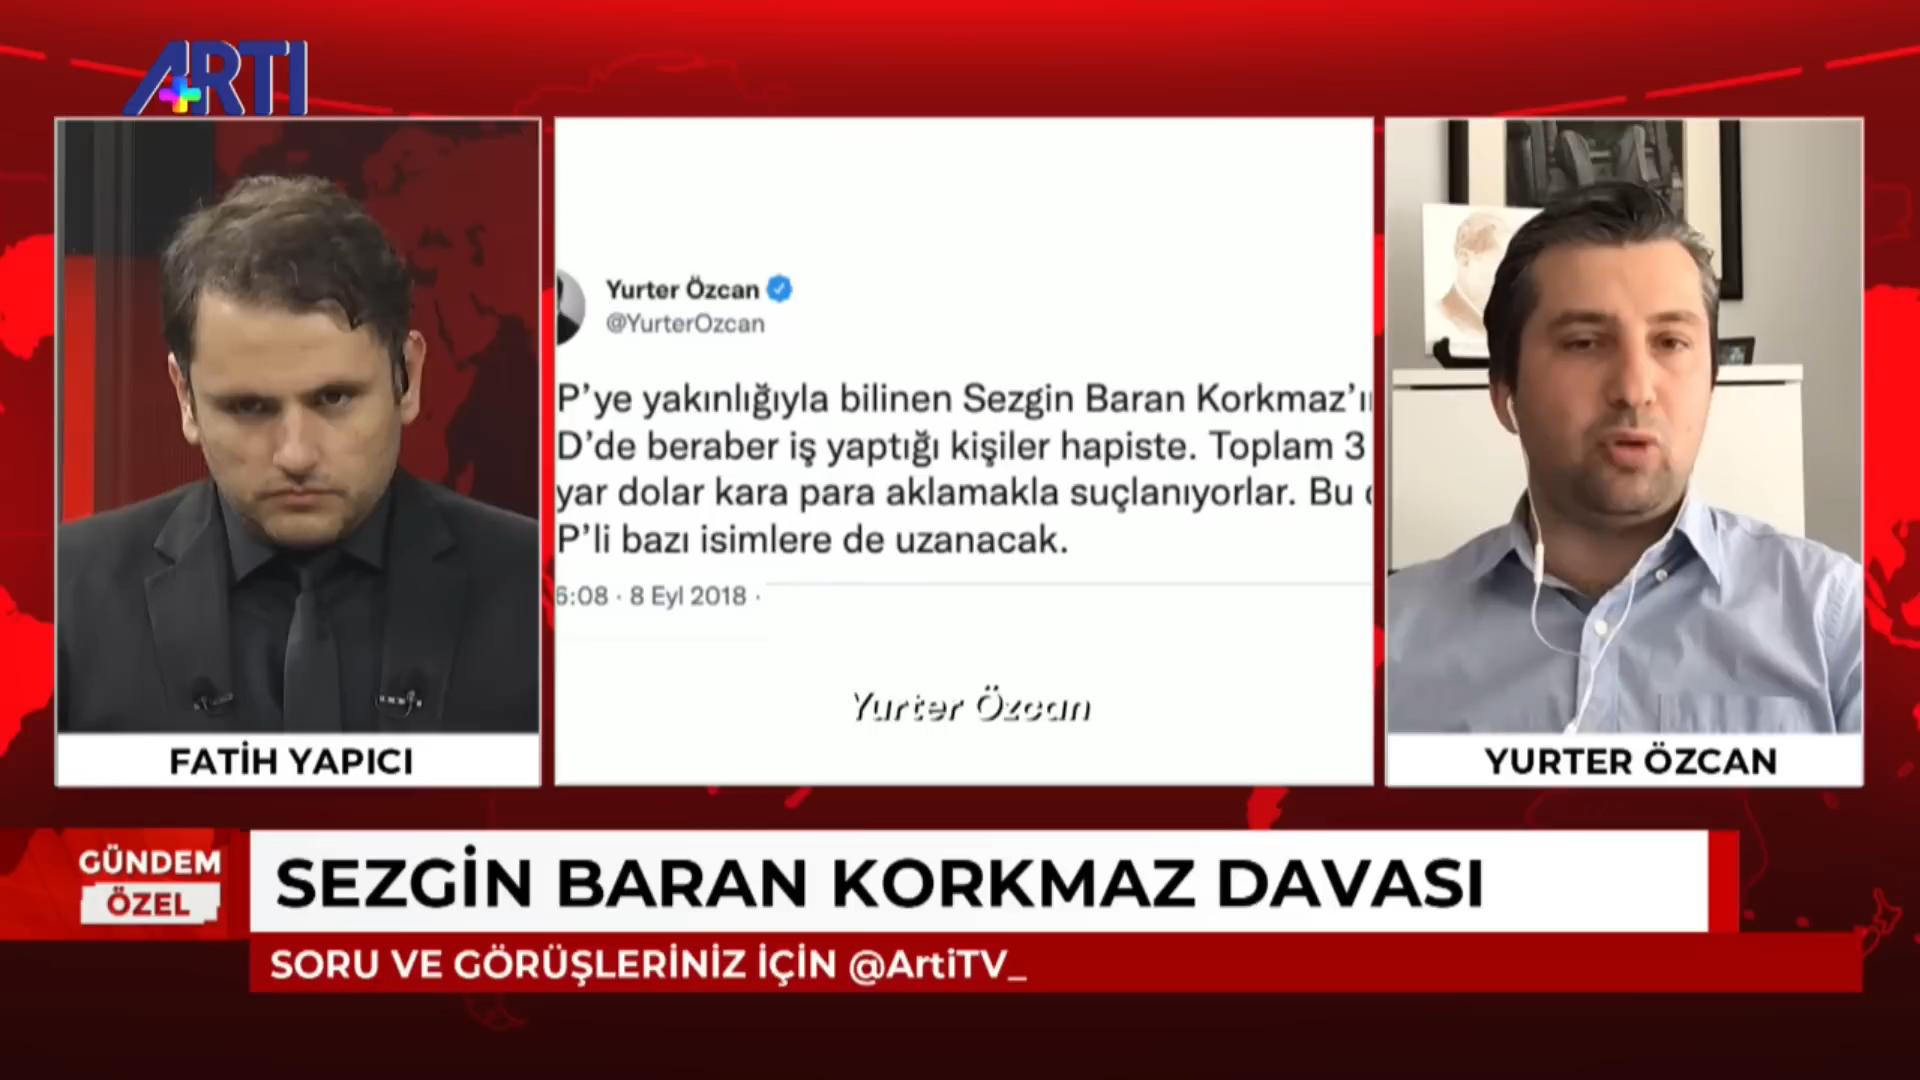 ARTI
Yurter Özcan
@YurterOzcan
P'ye yakınlığıyla bilinen Sezgin Baran Korkmaz'ı
D'de beraber iş yaptığı kişiler hapiste. Toplam 3
yar dolar kara para aklamakla suçlanıyorlar. Bu
P'li bazı isimlere de uzanacak.
6:08 · 8 Eyl 2018 ·
Yurter Özcan
FATİH YAPICI
YURTER ÖZCAN
GÜNDEM
ÖZEL
SEZGİN BARAN KORKMAZ DAVASI
SORU VE GÖRÜŞLERİNİZ İÇİN @ArtiTV_